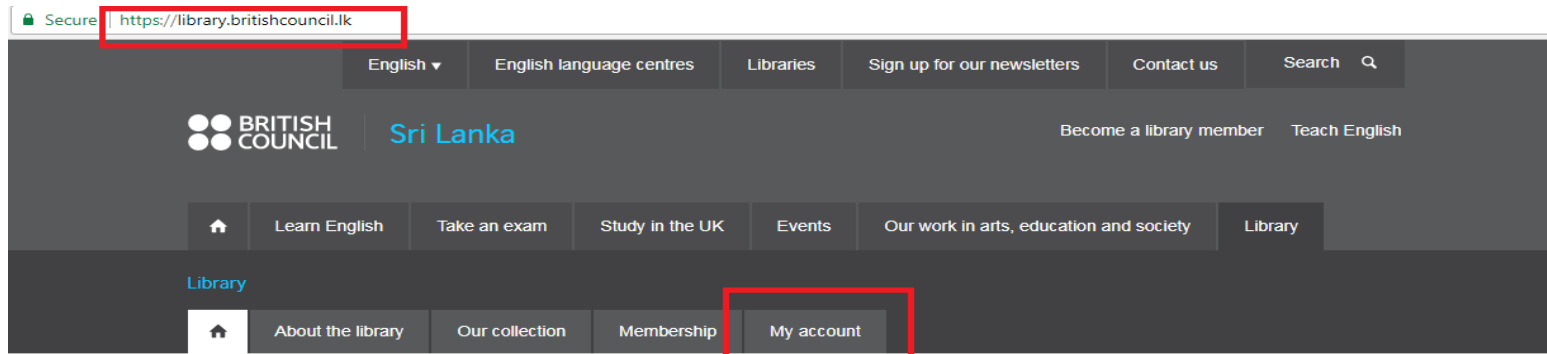 Secure https://library.britishcouncil.lk
English ▾ English language centres Libraries Sign up for our newsletters Contact us Search
BRITISH COUNCIL Sri Lanka Become a library member Teach English
Learn English Take an exam Study in the UK Events Our work in arts, education and society Library
Library
About the library Our collection Membership My account